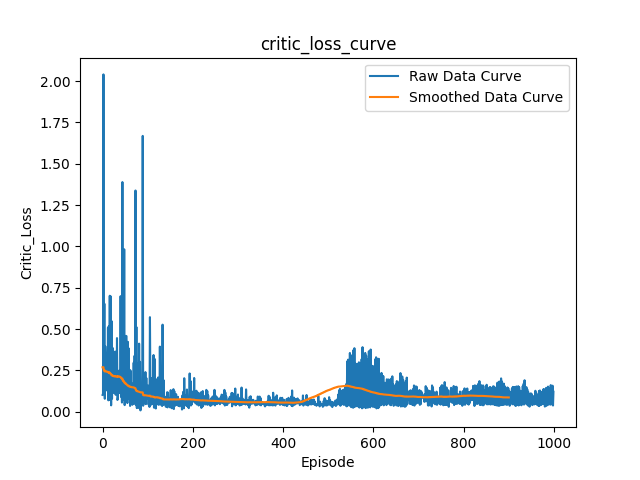 critic_loss_curve
Raw Data Curve
Smoothed Data Curve
2.00
1.75
1.50
1.25
1.00
0.75
0.50
0.25
0.00
Critic_Loss
0 200 400 600 800 1000
Episode